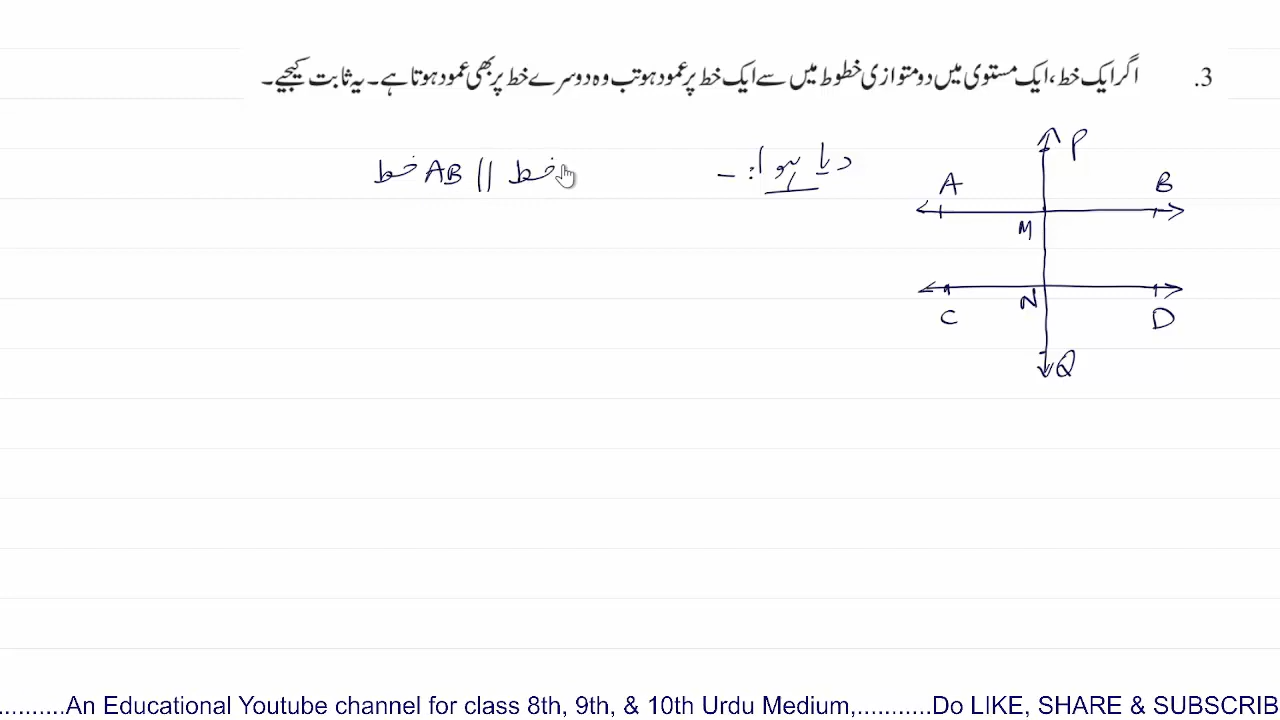 3. اگر ایک خط، ایک مستوی میں دو متوازی خطوط میں سے ایک خط پر عمود ہو تب وہ دوسرے خط پر بھی عمود ہوتا ہے۔ یہ ثابت کیجیے۔
دیا ہوا :-
خط AB || خط
P
A
B
M
N
C
D
Q
..........An Educational Youtube channel for class 8th, 9th, & 10th Urdu Medium,...........Do LIKE, SHARE & SUBSCRIB